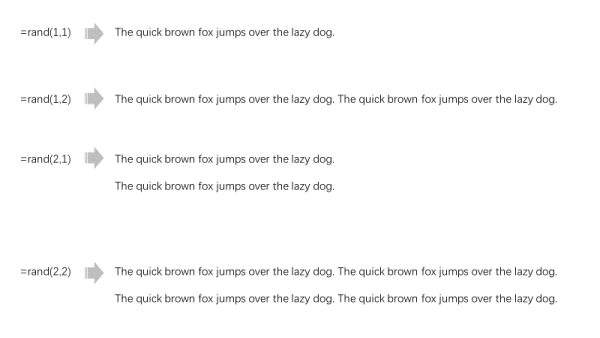 =rand(1,1) The quick brown fox jumps over the lazy dog.
=rand(1,2) The quick brown fox jumps over the lazy dog. The quick brown fox jumps over the lazy dog.
=rand(2,1) The quick brown fox jumps over the lazy dog.
The quick brown fox jumps over the lazy dog.
=rand(2,2) The quick brown fox jumps over the lazy dog. The quick brown fox jumps over the lazy dog.
The quick brown fox jumps over the lazy dog. The quick brown fox jumps over the lazy dog.